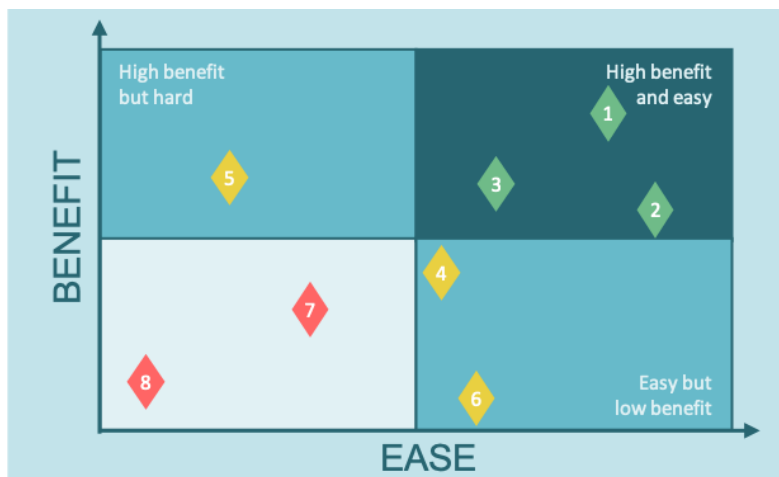 BENEFIT
High benefit
but hard
High benefit
and easy
1
5
3
2
4
7
8
6
Easy but
low benefit
EASE